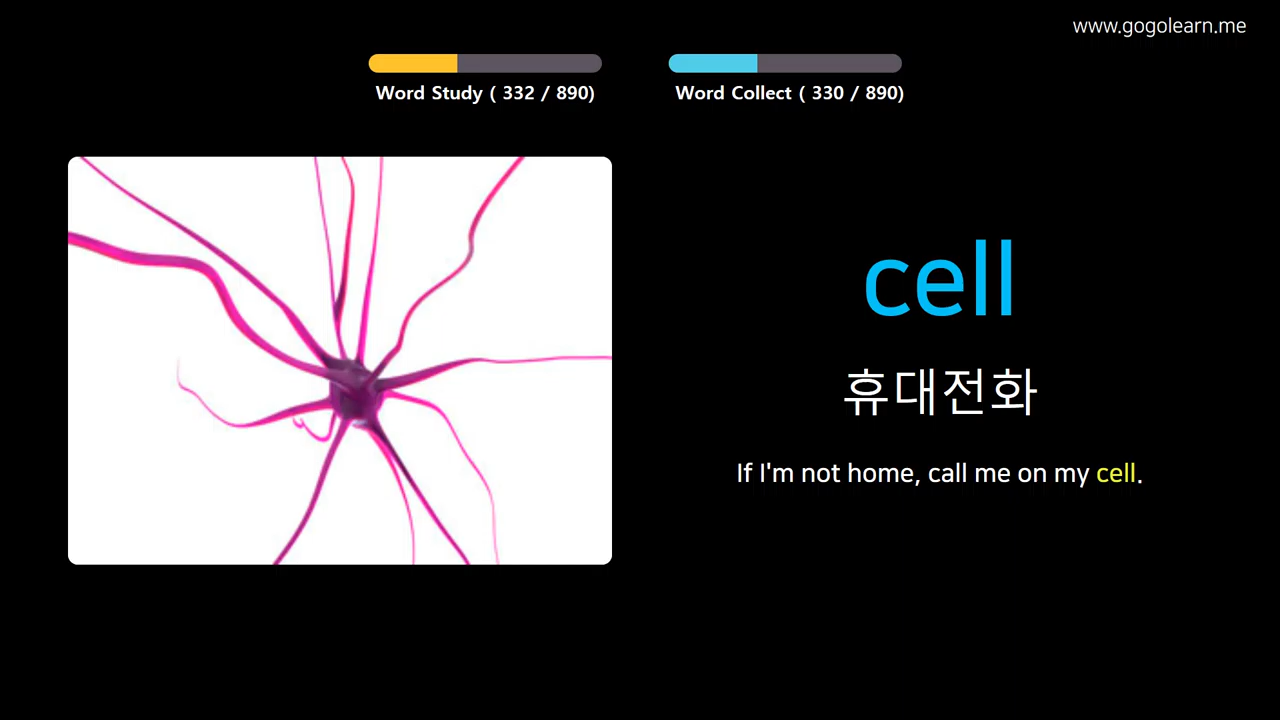 www.gogolearn.me
Word Study ( 332 / 890)
Word Collect ( 330 / 890)
cell
휴대전화
If I'm not home, call me on my cell.